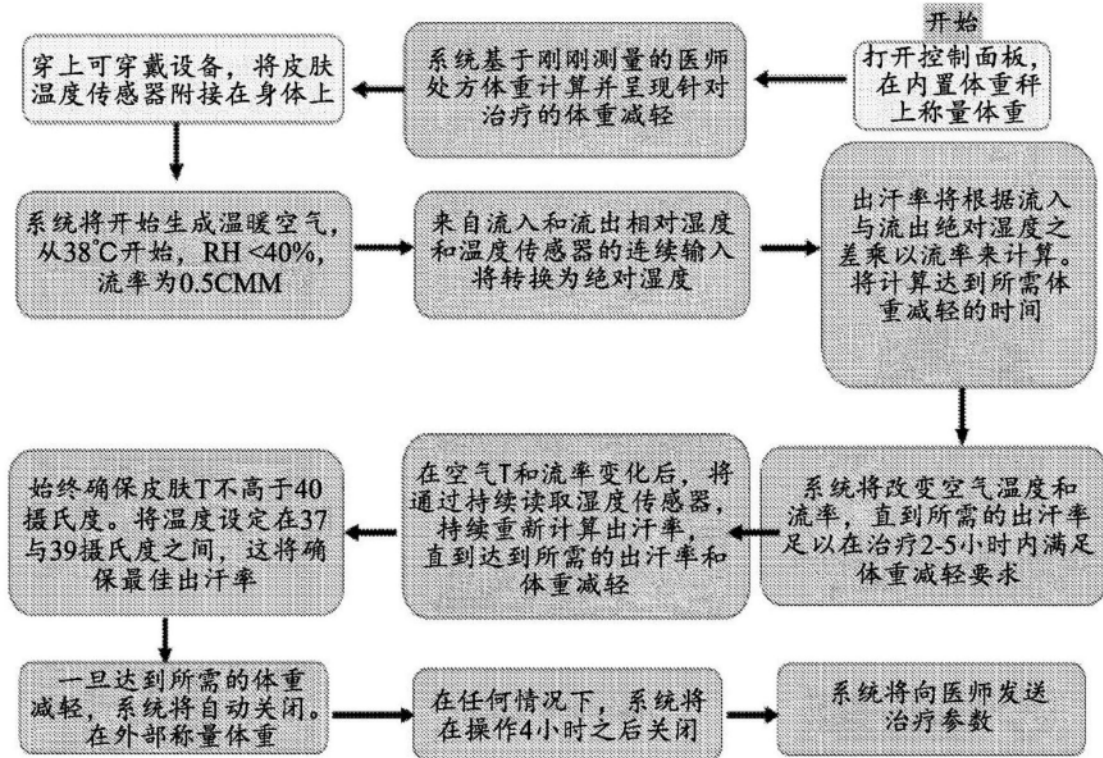 开始
打开控制面板，
在内置体重秤
上称量体重
系统基于刚刚测量的医师
处方体重计算并呈现针对
治疗的体重减轻
穿上可穿戴设备，将皮肤
温度传感器附接在身体上
系统将开始生成温暖空气，
从38℃开始，RH <40%，
流率为0.5CMM
来自流入和流出相对湿度
和温度传感器的连续输入
将转换为绝对湿度
出汗率将根据流入
与流出绝对湿度之
差乘以流率来计算。
将计算达到所需体
重减轻的时间
系统将改变空气温度和
流率，直到所需的出汗率
足以在治疗2-5小时内满足
体重减轻要求
在空气T和流率变化后，将
通过持续读取湿度传感器，
持续重新计算出汗率，
直到达到所需的出汗率和
体重减轻
始终确保皮肤T不高于40
摄氏度。将温度设定在37
与39摄氏度之间，这将确
保最佳出汗率
一旦达到所需的体重
减轻，系统将自动关闭。
在外部称量体重
在任何情况下，系统将
在操作4小时之后关闭
系统将向医师发送
治疗参数